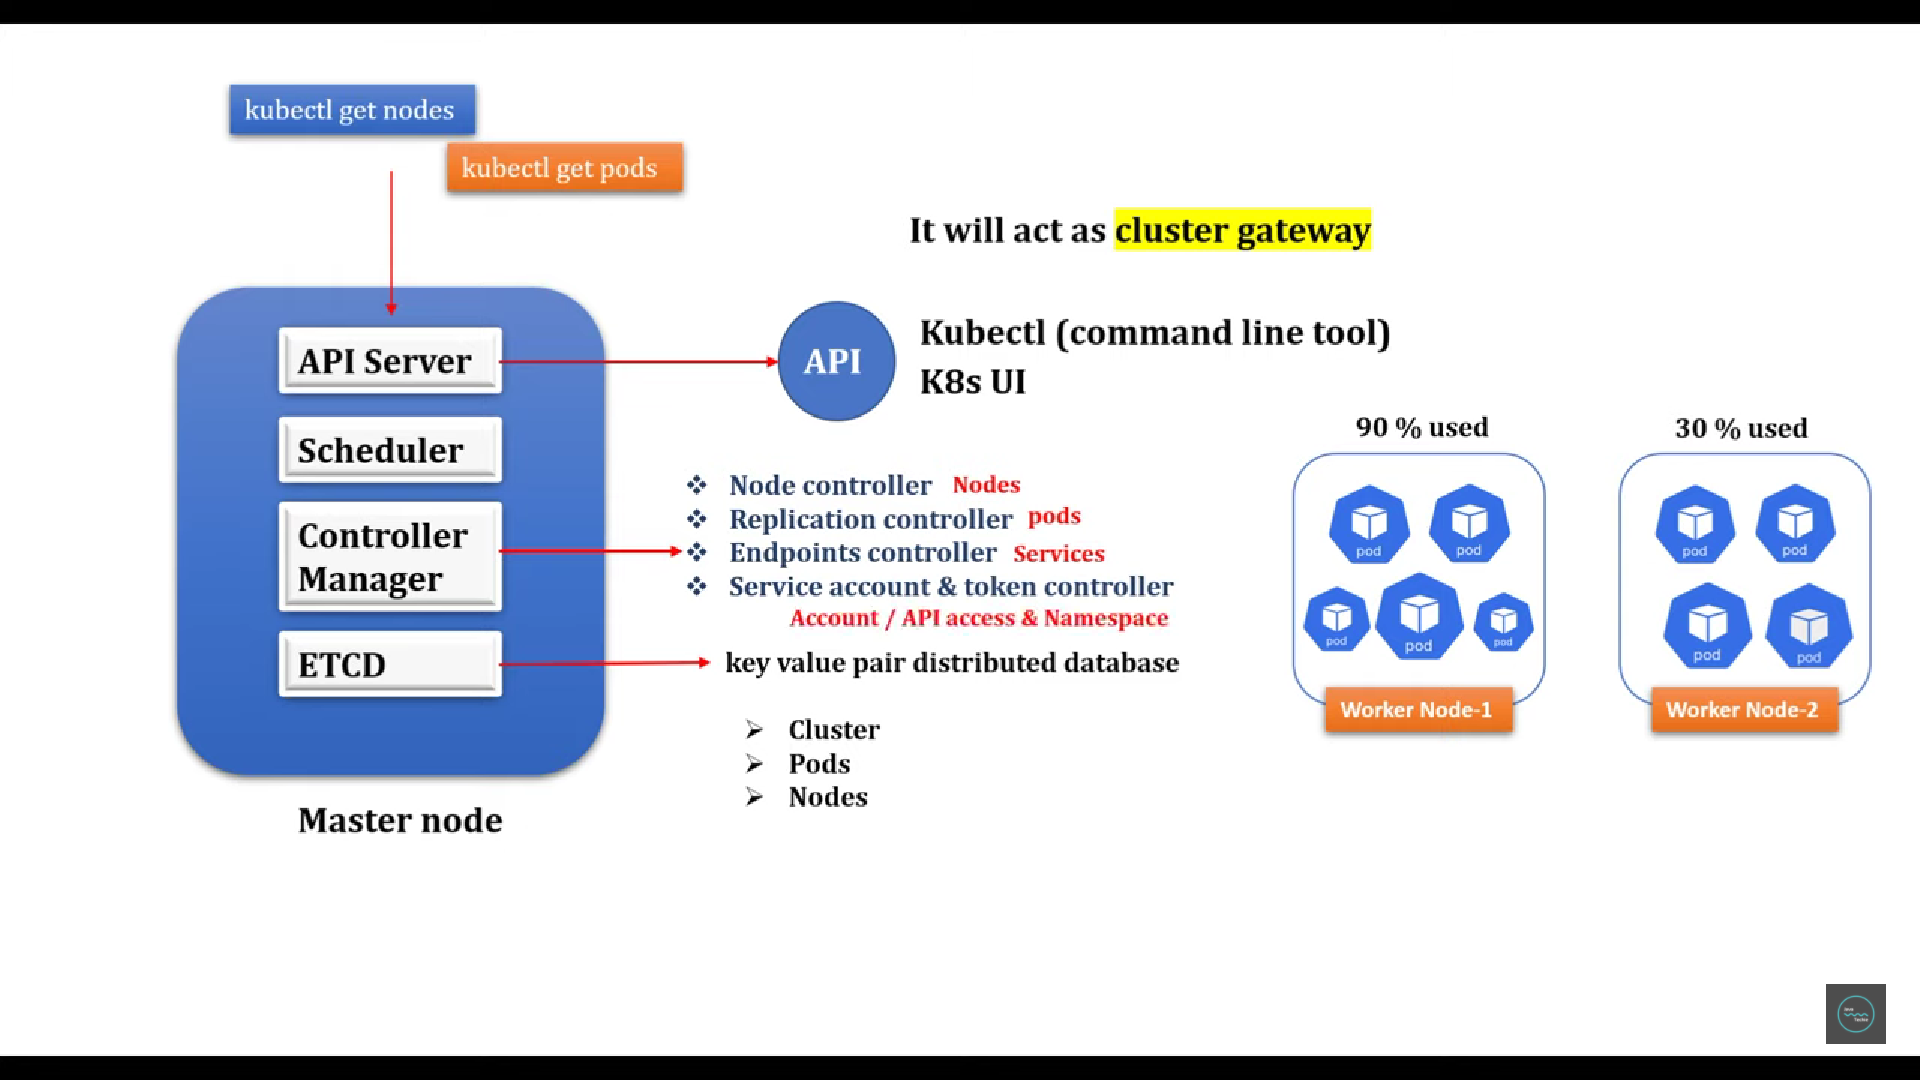 kubectl get nodes
kubectl get pods
It will act as cluster gateway
API Server
API
Kubectl (command line tool)
K8s UI
Scheduler
Controller
Manager
ETCD
Master node
❖ Node controller Nodes
❖ Replication controller pods
❖ Endpoints controller Services
❖ Service account & token controller
Account / API access & Namespace
key value pair distributed database
➢ Cluster
➢ Pods
➢ Nodes
90 % used
pod
pod
pod
pod
pod
Worker Node-1
30 % used
pod
pod
pod
pod
Worker Node-2